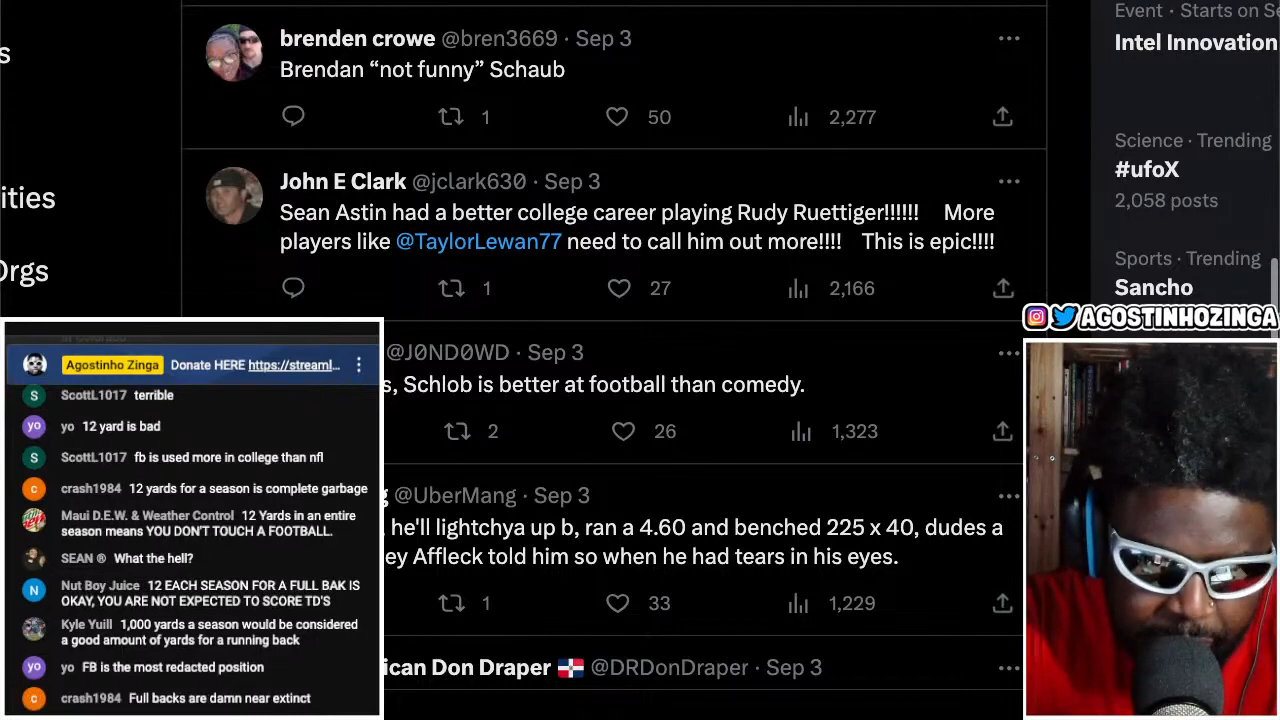 brenden crowe @bren3669 · Sep 3
Brendan “not funny” Schaub
1 50 2,277
John E Clark @jclark630 · Sep 3
Sean Astin had a better college career playing Rudy Ruettiger!!!!!! More
players like @TaylorLewan77 need to call him out more!!!! This is epic!!!!
1 27 2,166
@J0ND0WD · Sep 3
s, Schlob is better at football than comedy.
2 26 1,323
@UberMang · Sep 3
he'll lightchya up b, ran a 4.60 and benched 225 x 40, dudes a
ey Affleck told him so when he had tears in his eyes.
1 33 1,229
ican Don Draper @DRDonDraper · Sep 3
s
ities
Orgs
Event · Starts on Se
Intel Innovation
Science · Trending
#ufoX
2,058 posts
Sports · Trending
Sancho
AGOSTINHOZINGA
Agostinho Zinga Donate HERE https://streaml...
S ScottL1017 terrible
yo yo 12 yard is bad
S ScottL1017 fb is used more in college than nfl
c crash1984 12 yards for a season is complete garbage
Maui D.E.W. & Weather Control 12 Yards in an entire
season means YOU DON'T TOUCH A FOOTBALL.
SEAN ® What the hell?
N Nut Boy Juice 12 EACH SEASON FOR A FULL BAK IS
OKAY, YOU ARE NOT EXPECTED TO SCORE TD'S
Kyle Yuill 1,000 yards a season would be considered
a good amount of yards for a running back
yo yo FB is the most redacted position
c crash1984 Full backs are damn near extinct